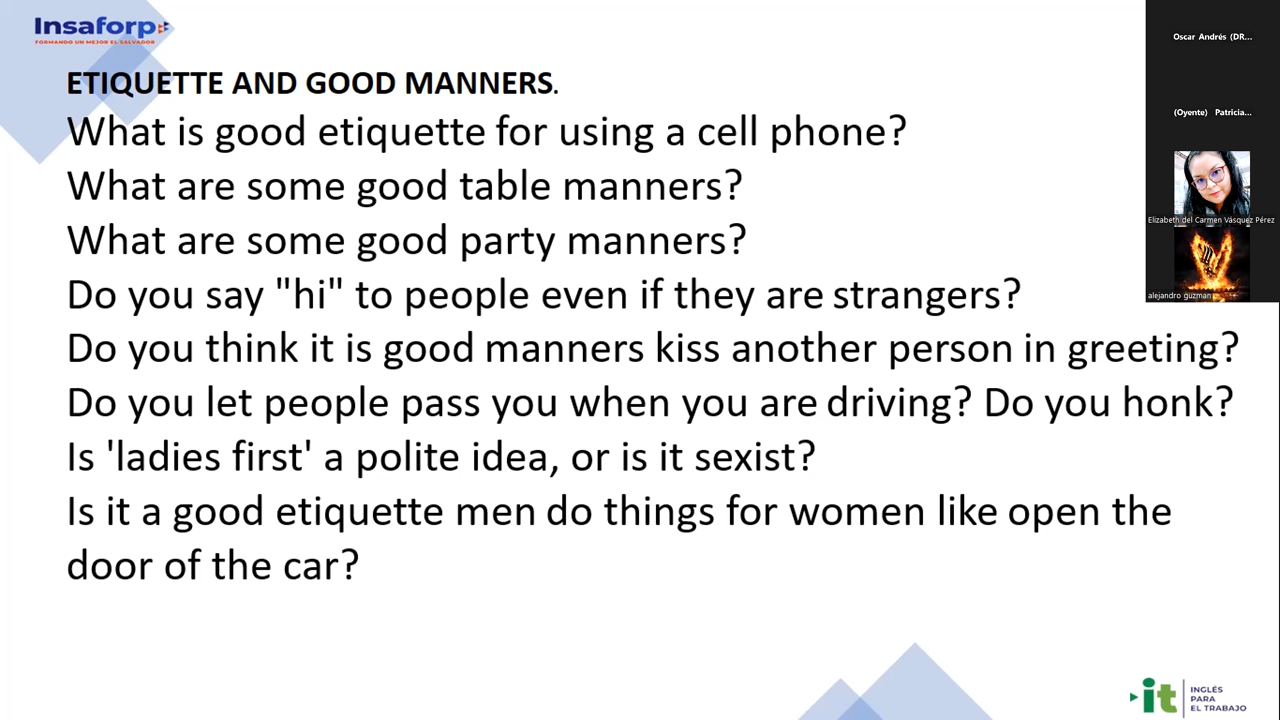 Insaforp
FORMANDO UN MEJOR EL SALVADOR
ETIQUETTE AND GOOD MANNERS.
What is good etiquette for using a cell phone?
What are some good table manners?
What are some good party manners?
Do you say "hi" to people even if they are strangers?
Do you think it is good manners kiss another person in greeting?
Do you let people pass you when you are driving? Do you honk?
Is 'ladies first' a polite idea, or is it sexist?
Is it a good etiquette men do things for women like open the
door of the car?
Oscar Andrés (DR...
(Oyente) Patricia...
Elizabeth del Carmen Vásquez Pérez
alejandro guzman
it
INGLÉS
PARA
EL TRABAJO